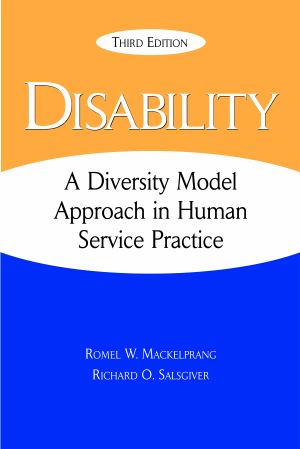 THIRD EDITION
DISABILITY
A Diversity Model
Approach in Human
Service Practice
ROMEL W. MACKELPRANG
RICHARD O. SALSGIVER